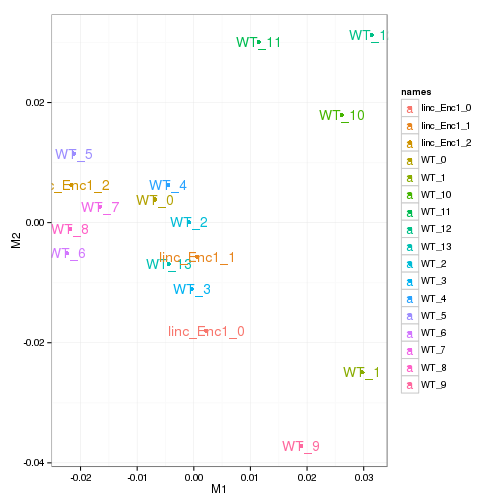 WT_11
WT_1
WT_10
0.02
WT_5
c_Enc1_2
WT_4
WT_7
WT_0
WT_8
0.00
WT_2
WT_6
linc_Enc1_1
WT_13
WT_3
linc_Enc1_0
-0.02
WT_1
WT_9
-0.04
-0.02
-0.01
0.00
0.01
0.02
0.03
M1
M2
names
a linc_Enc1_0
a linc_Enc1_1
a linc_Enc1_2
a WT_0
a WT_1
a WT_10
a WT_11
a WT_12
a WT_13
a WT_2
a WT_3
a WT_4
a WT_5
a WT_6
a WT_7
a WT_8
a WT_9